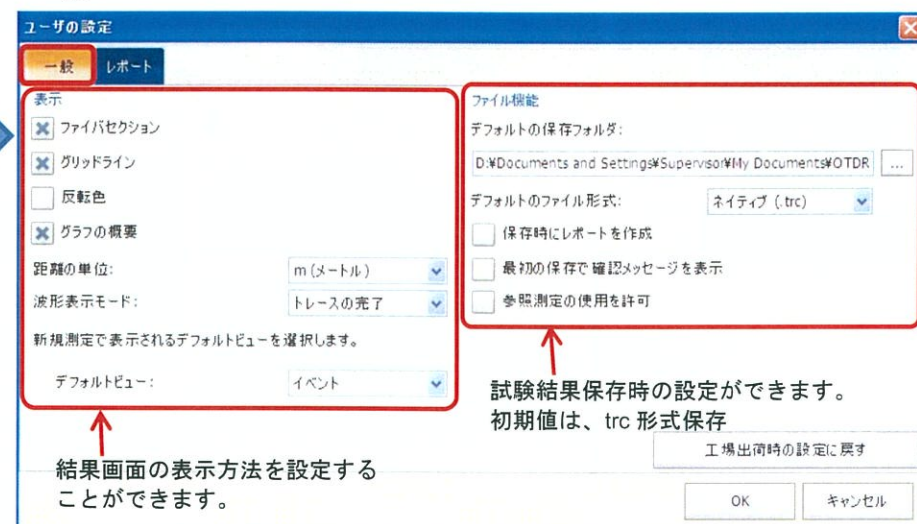 ユーザの設定
一般 レポート
表示
ファイバセクション
グリッドライン
反転色
グラフの概要
距離の単位: m (メートル)
波形表示モード: トレースの完了
新規測定で表示されるデフォルトビューを選択します。
デフォルトビュー: イベント
結果画面の表示方法を設定する
ことができます。
ファイル機能
デフォルトの保存フォルダ:
D:¥Documents and Settings¥Supervisor¥My Documents¥OTDR ...
デフォルトのファイル形式: ネイティブ (.trc)
保存時にレポートを作成
最初の保存で確認メッセージを表示
参照測定の使用を許可
試験結果保存時の設定ができます。
初期値は、trc 形式保存
工場出荷時の設定に戻す
OK キャンセル